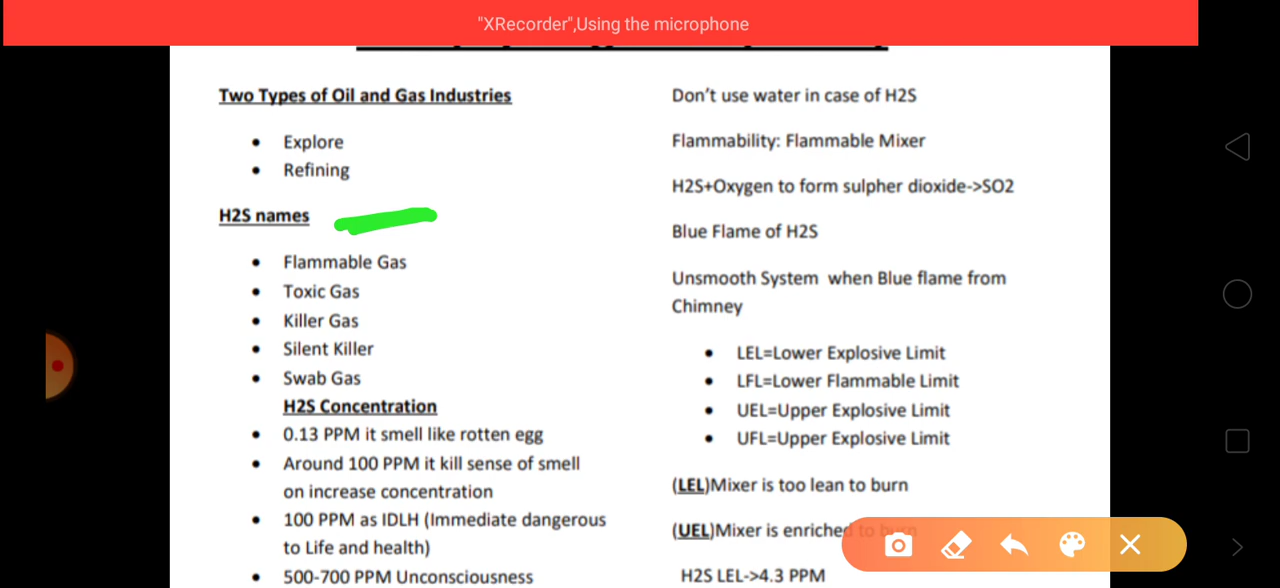 "XRecorder",Using the microphone
Two Types of Oil and Gas Industries
• Explore
• Refining
H2S names
• Flammable Gas
• Toxic Gas
• Killer Gas
• Silent Killer
• Swab Gas
H2S Concentration
• 0.13 PPM it smell like rotten egg
• Around 100 PPM it kill sense of smell
on increase concentration
• 100 PPM as IDLH (Immediate dangerous
to Life and health)
• 500-700 PPM Unconsciousness
Don't use water in case of H2S
Flammability: Flammable Mixer
H2S+Oxygen to form sulpher dioxide->SO2
Blue Flame of H2S
Unsmooth System when Blue flame from
Chimney
• LEL=Lower Explosive Limit
• LFL=Lower Flammable Limit
• UEL=Upper Explosive Limit
• UFL=Upper Explosive Limit
(LEL)Mixer is too lean to burn
(UEL)Mixer is enriched to burn
H2S LEL->4.3 PPM